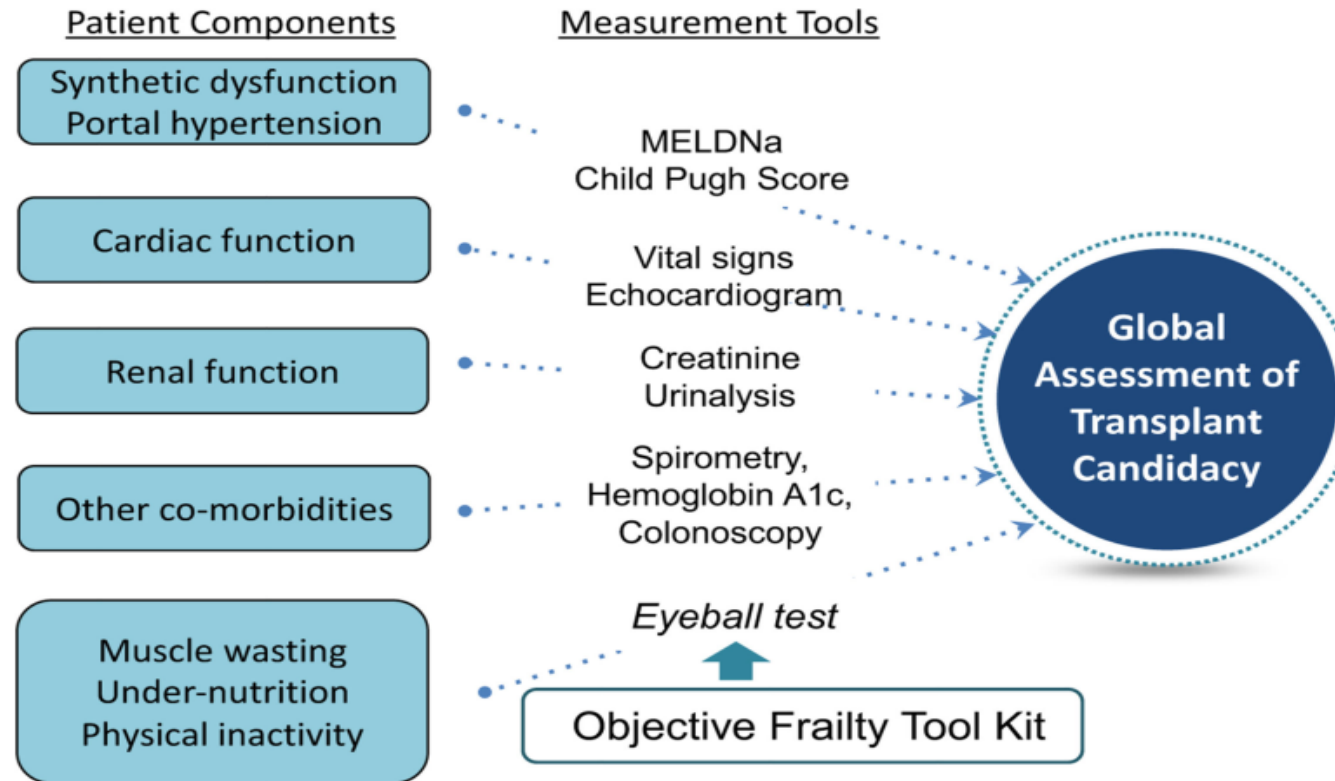 Patient Components
Measurement Tools
Synthetic dysfunction
Portal hypertension
MELDNa
Child Pugh Score
Cardiac function
Vital signs
Echocardiogram
Renal function
Creatinine
Urinalysis
Other co-morbidities
Spirometry,
Hemoglobin A1c,
Colonoscopy
Muscle wasting
Under-nutrition
Physical inactivity
Eyeball test
Objective Frailty Tool Kit
Global
Assessment of
Transplant
Candidacy